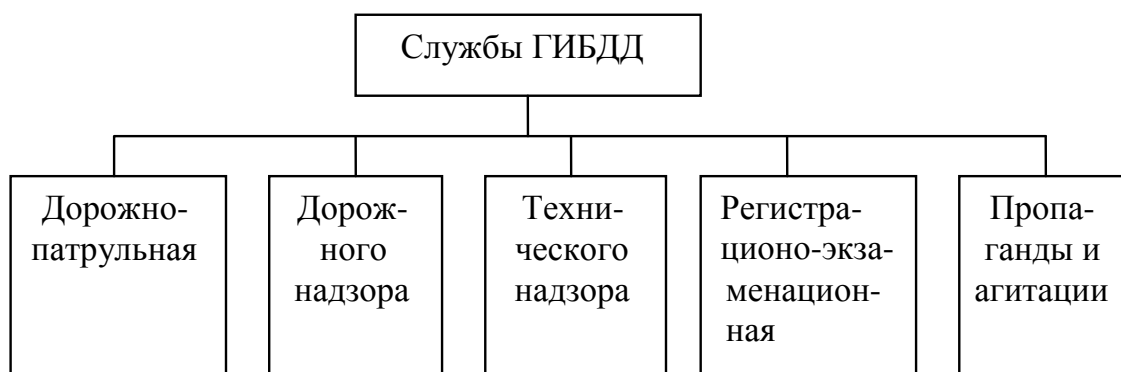 Службы ГИБДД
Дорожно-
патрульная
Дорож-
ного
надзора
Техни-
ческого
надзора
Регистра-
ционо-экза-
менацион-
ная
Пропа-
ганды и
агитации